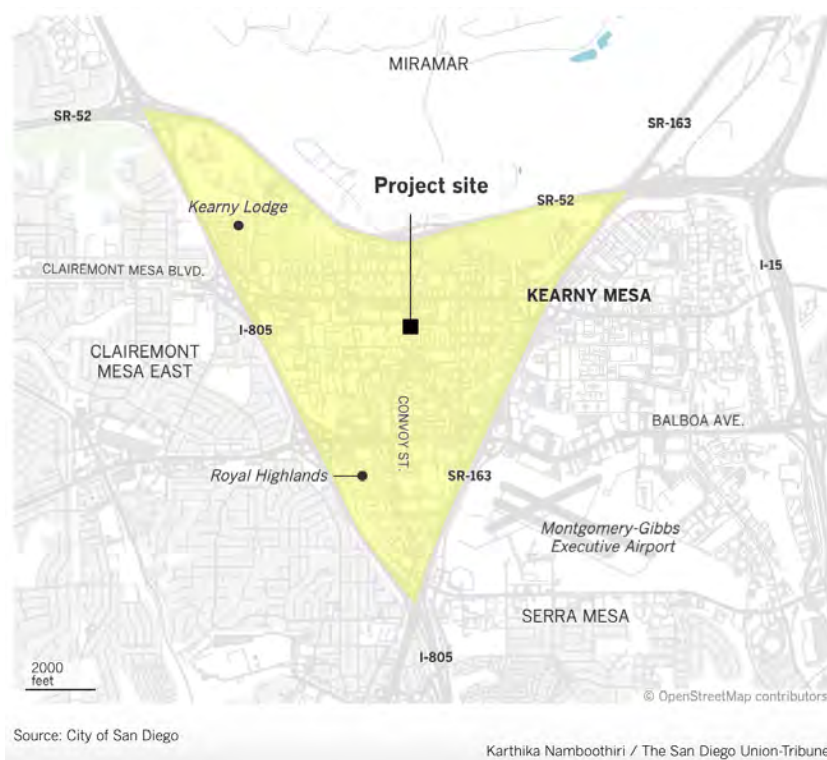 MIRAMAR
SR-52
SR-163
Project site
Kearny Lodge
SR-52
CLAIREMONT MESA BLVD.
I-15
KEARNY MESA
I-805
CLAIREMONT
MESA EAST
CONVOY ST.
BALBOA AVE.
Royal Highlands
SR-163
Montgomery-Gibbs
Executive Airport
SERRA MESA
I-805
2000
feet
© OpenStreetMap contributors
Source: City of San Diego
Karthika Namboothiri / The San Diego Union-Tribune